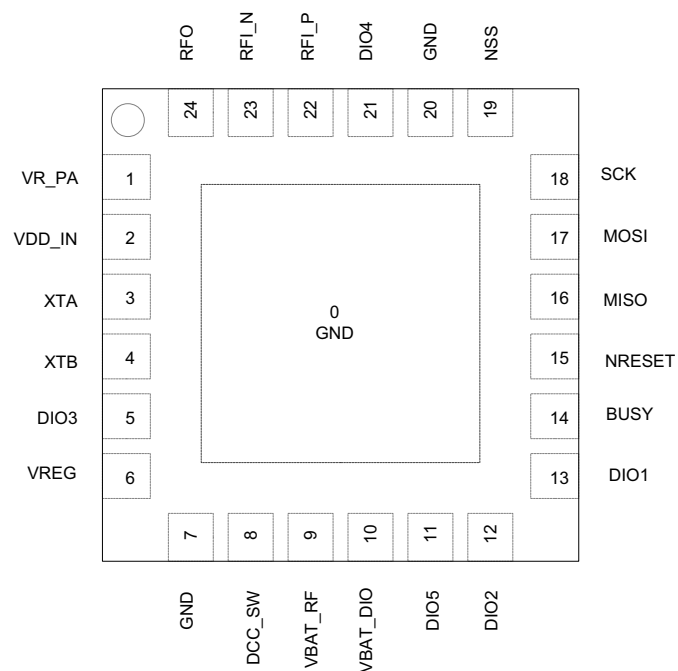 RFO
RFI_N
RFI_P
DIO4
GND
NSS
24
23
22
21
20
19
VR_PA 1
VDD_IN 2
XTA 3
XTB 4
DIO3 5
VREG 6
0
GND
18 SCK
17 MOSI
16 MISO
15 NRESET
14 BUSY
13 DIO1
7
8
9
10
11
12
GND
DCC_SW
VBAT_RF
VBAT_DIO
DIO5
DIO2